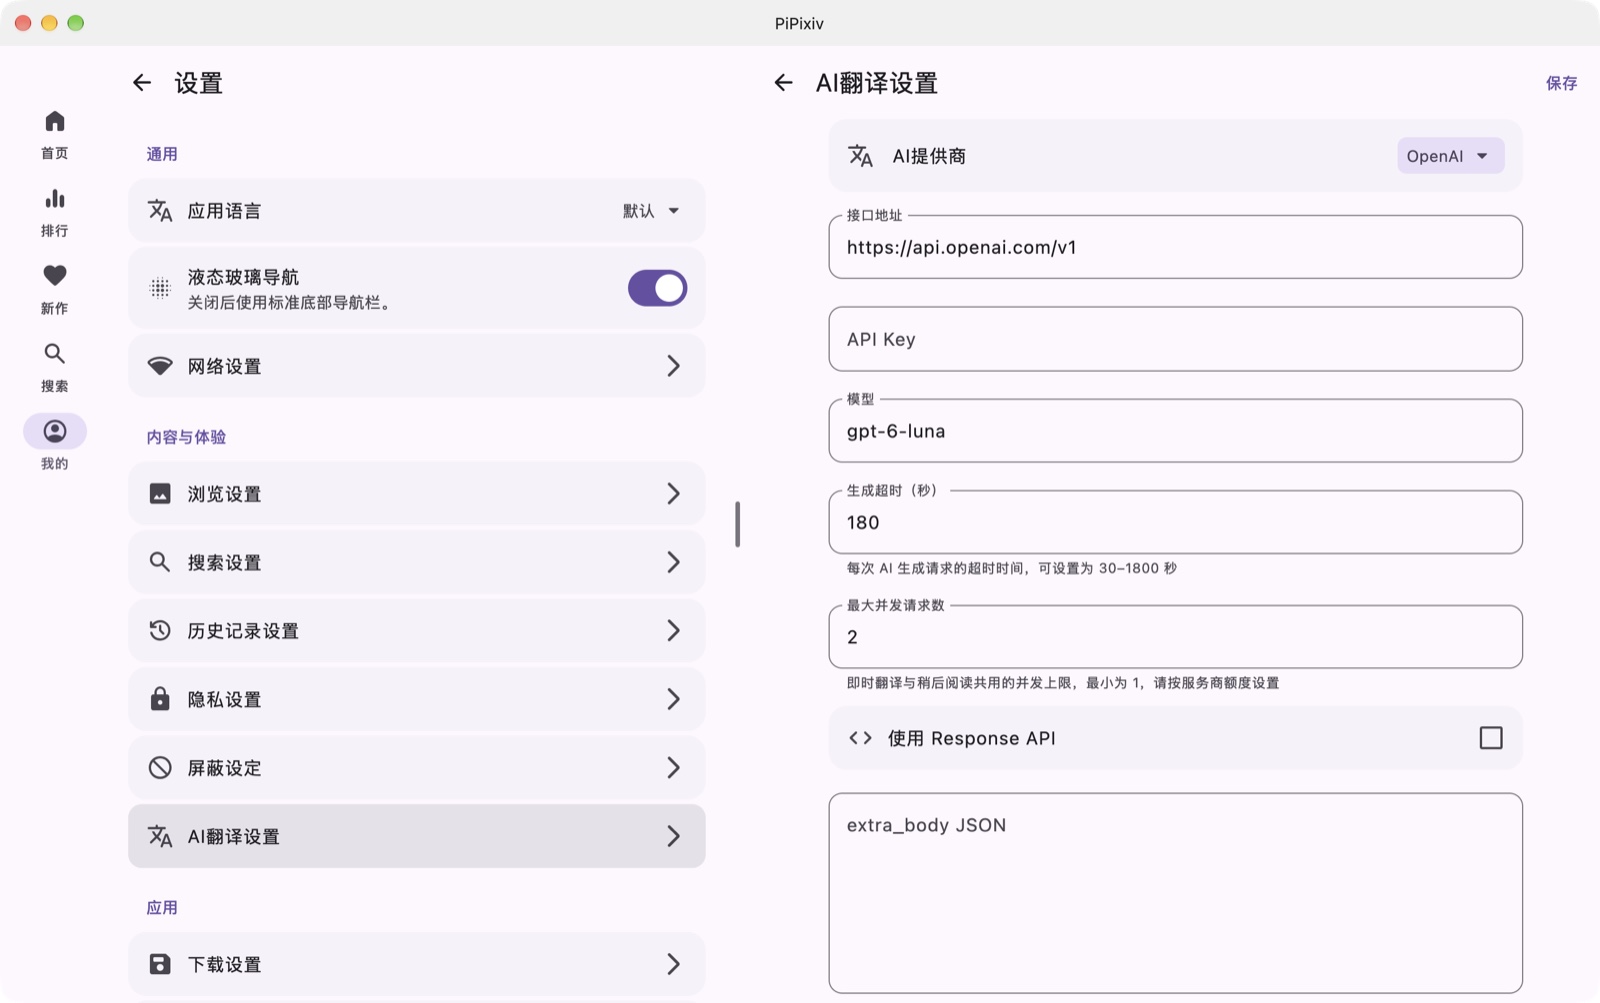 PiPixiv
首页
排行
新作
搜索
我的
设置
通用
应用语言
默认
液态玻璃导航
关闭后使用标准底部导航栏。
网络设置
内容与体验
浏览设置
搜索设置
历史记录设置
隐私设置
屏蔽设定
AI翻译设置
应用
下载设置
AI翻译设置
保存
AI提供商
OpenAI
接口地址
https://api.openai.com/v1
API Key
模型
gpt-6-luna
生成超时（秒）
180
每次 AI 生成请求的超时时间，可设置为 30–1800 秒
最大并发请求数
2
即时翻译与稍后阅读共用的并发上限，最小为 1，请按服务商额度设置
使用 Response API
extra_body JSON